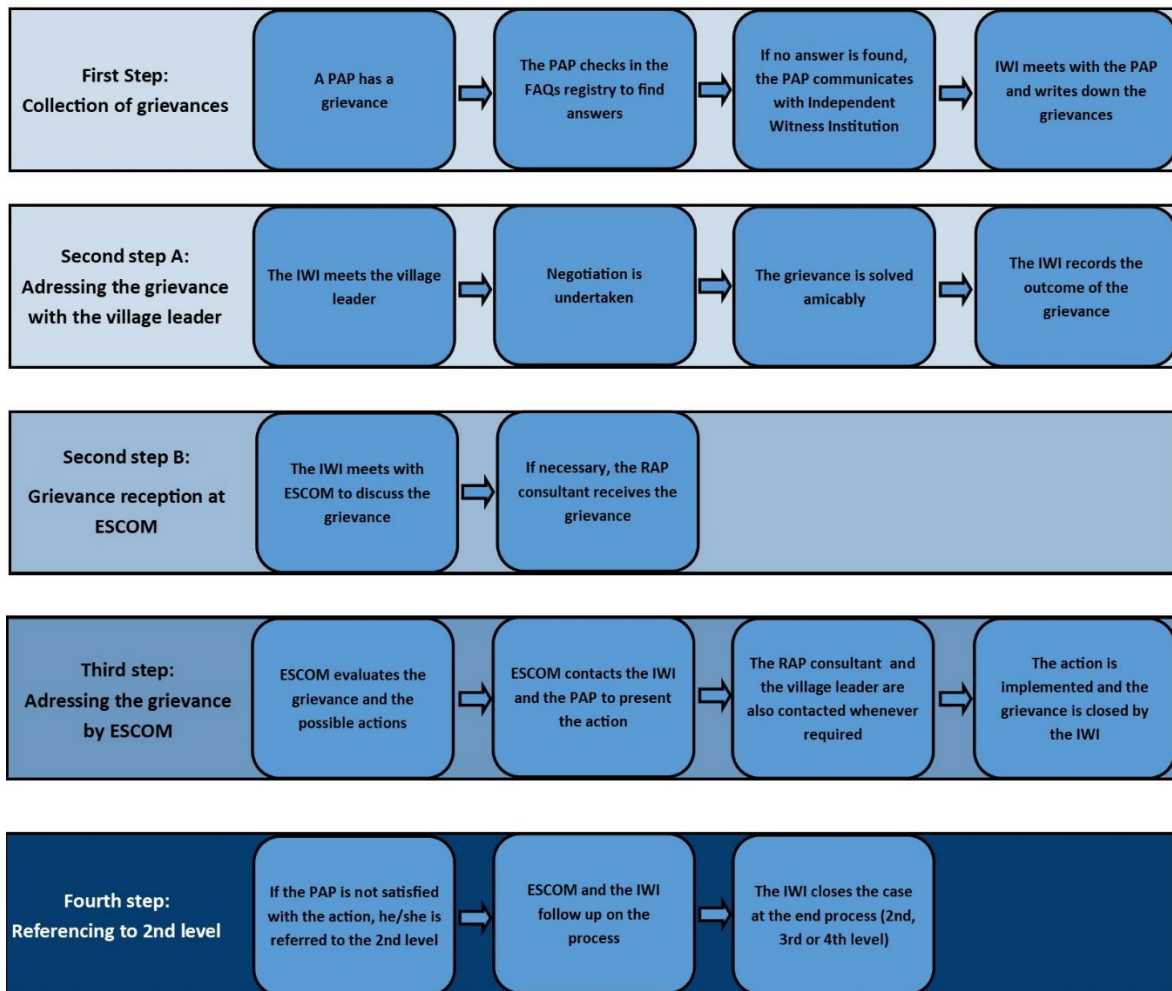 First Step:
Collection of grievances
A PAP has a
grievance
The PAP checks in the
FAQs registry to find
answers
If no answer is found,
the PAP communicates
with Independent
Witness Institution
IWI meets with the PAP
and writes down the
grievances
Second step A:
Adressing the grievance
with the village leader
The IWI meets the village
leader
Negotiation is
undertaken
The grievance is solved
amicably
The IWI records the
outcome of the
grievance
Second step B:
Grievance reception at
ESCOM
The IWI meets with
ESCOM to discuss the
grievance
If necessary, the RAP
consultant receives the
grievance
Third step:
Adressing the grievance
by ESCOM
ESCOM evaluates the
grievance and the
possible actions
ESCOM contacts the IWI
and the PAP to present
the action
The RAP consultant and
the village leader are
also contacted whenever
required
The action is
implemented and the
grievance is closed by
the IWI
Fourth step:
Referencing to 2nd level
If the PAP is not satisfied
with the action, he/she is
referred to the 2nd level
ESCOM and the IWI
follow up on the
process
The IWI closes the case
at the end process (2nd,
3rd or 4th level)